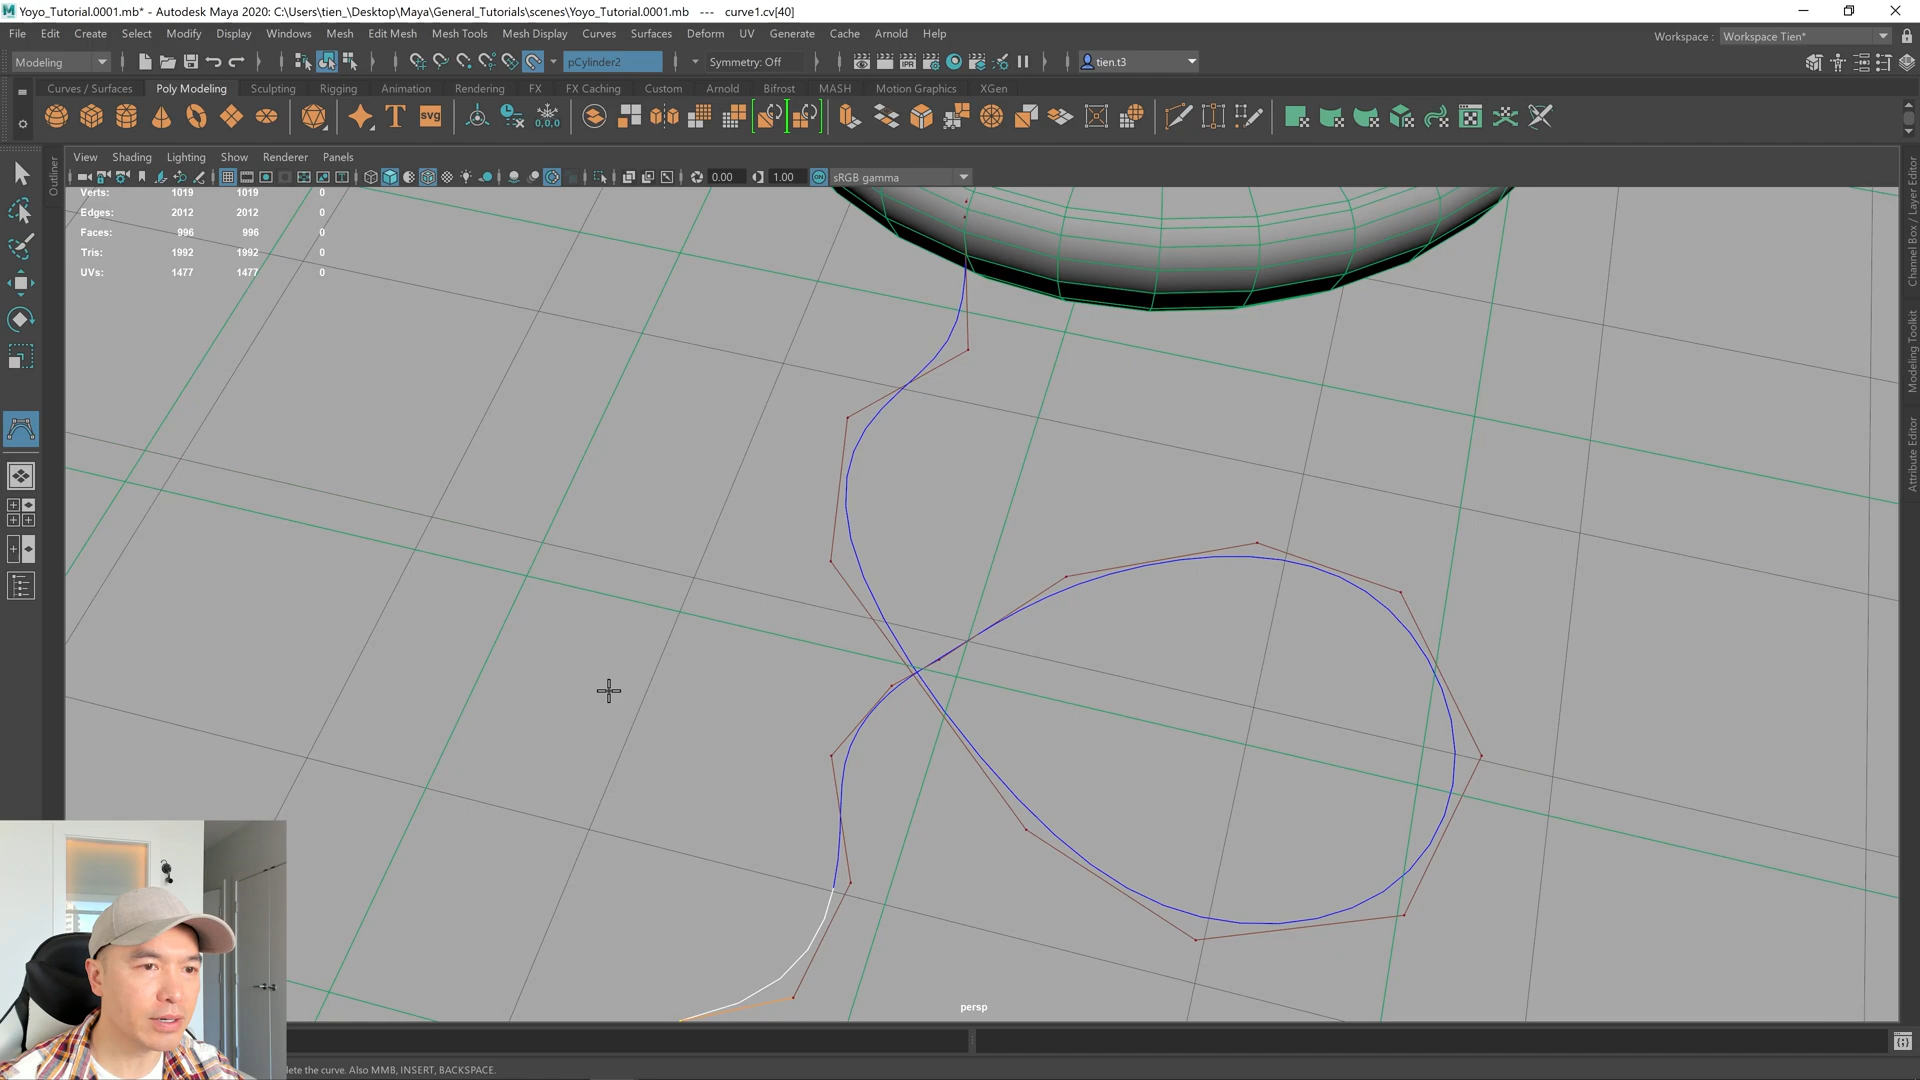 Yoyo_Tutorial.0001.mb* - Autodesk Maya 2020: C:\Users\tien_\Desktop\Maya\General_Tutorials\scenes\Yoyo_Tutorial.0001.mb --- curve1.cv[40]
File Edit Create Select Modify Display Windows Mesh Edit Mesh Mesh Tools Mesh Display Curves Surfaces Deform UV Generate Cache Arnold Help
Workspace : Workspace Tien*
Modeling pCylinder2 Symmetry: Off tien.t3
Curves / Surfaces Poly Modeling Sculpting Rigging Animation Rendering FX FX Caching Custom Arnold Bifrost MASH Motion Graphics XGen
T svg 0,0,0
View Shading Lighting Show Renderer Panels
0.00 1.00 ON sRGB gamma
Outliner
Verts: 1019 1019 0
Edges: 2012 2012 0
Faces: 996 996 0
Tris: 1992 1992 0
UVs: 1477 1477 0
Channel Box / Layer Editor
Modeling Toolkit
Attribute Editor
persp
lete the curve. Also MMB, INSERT, BACKSPACE.